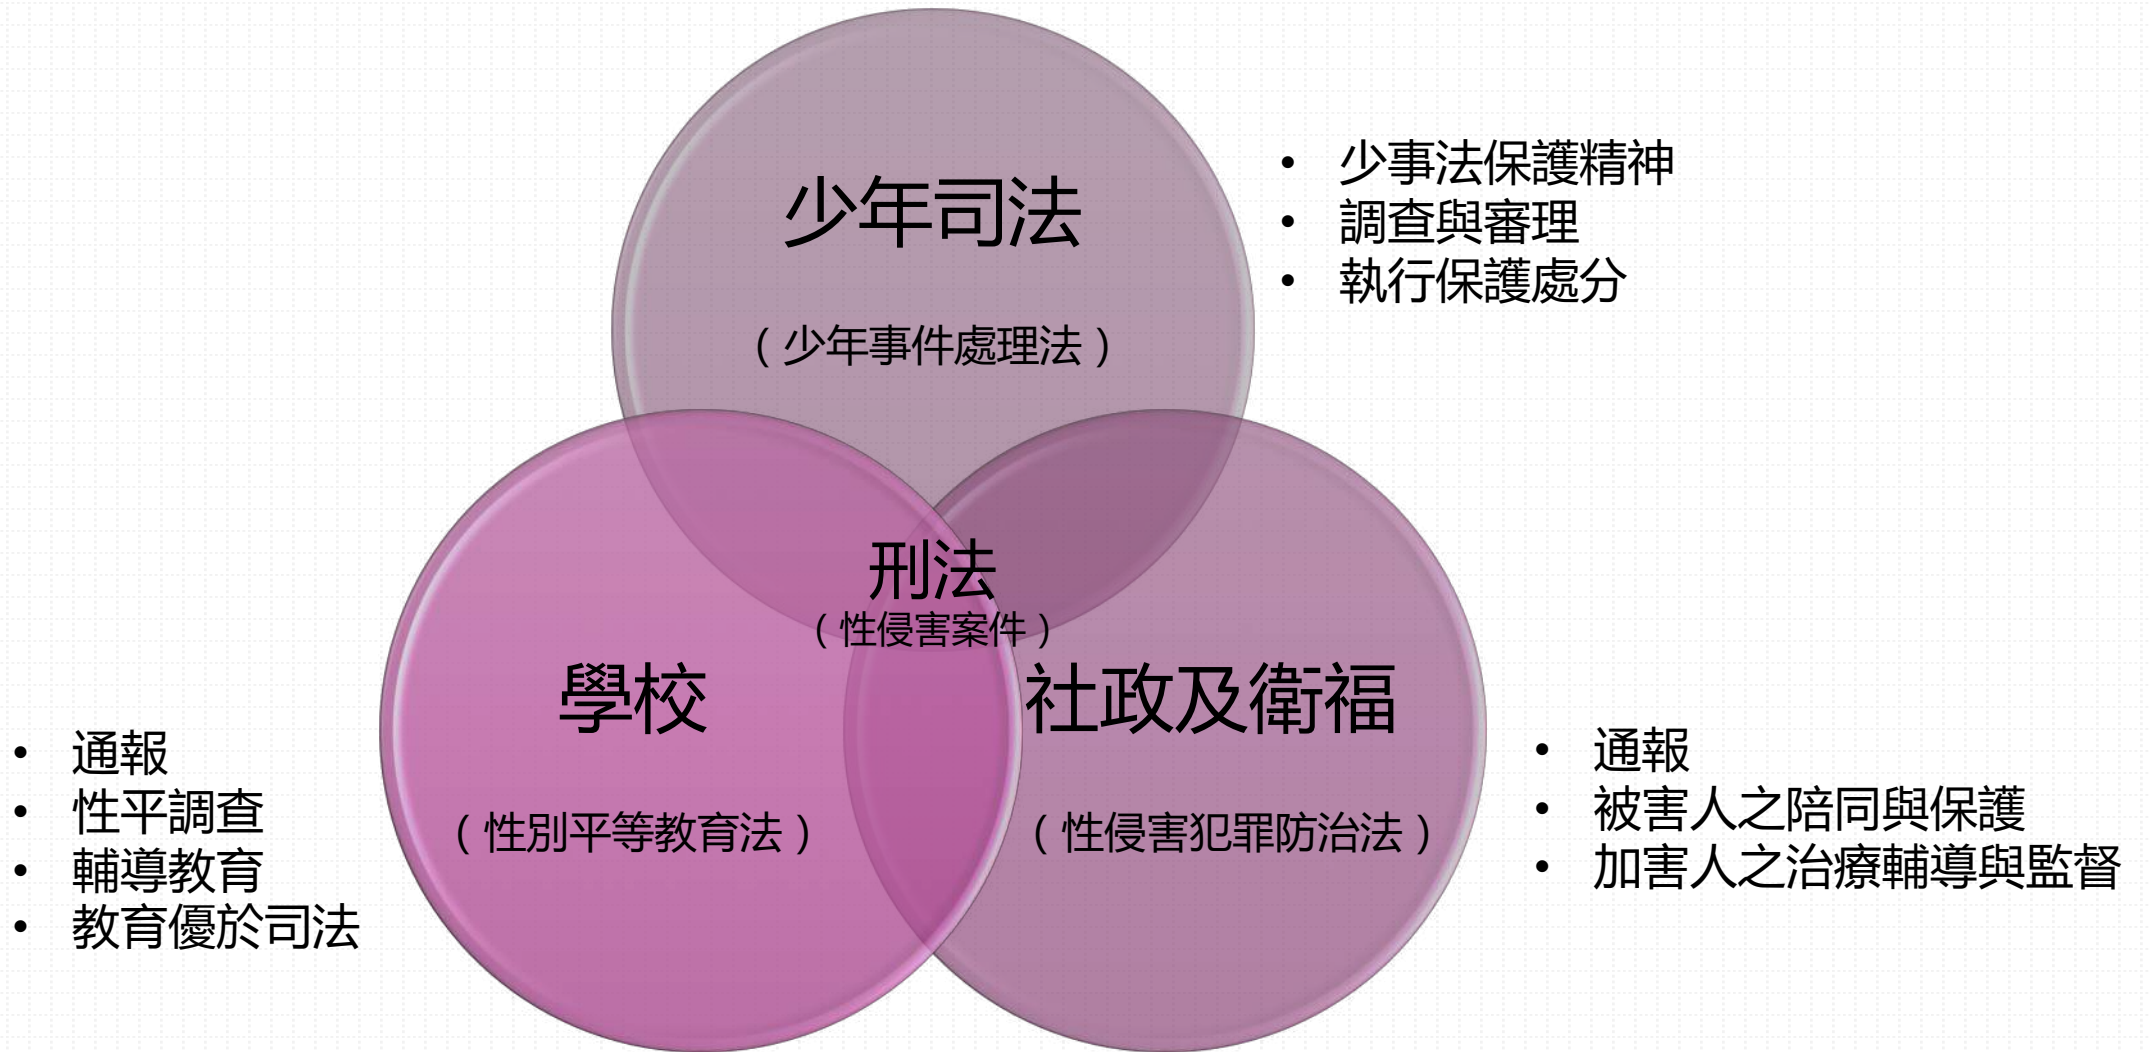 少年司法
（少年事件處理法）
• 少事法保護精神
• 調查與審理
• 執行保護處分
刑法
（性侵害案件）
學校
（性別平等教育法）
• 通報
• 性平調查
• 輔導教育
• 教育優於司法
社政及衛福
（性侵害犯罪防治法）
• 通報
• 被害人之陪同與保護
• 加害人之治療輔導與監督